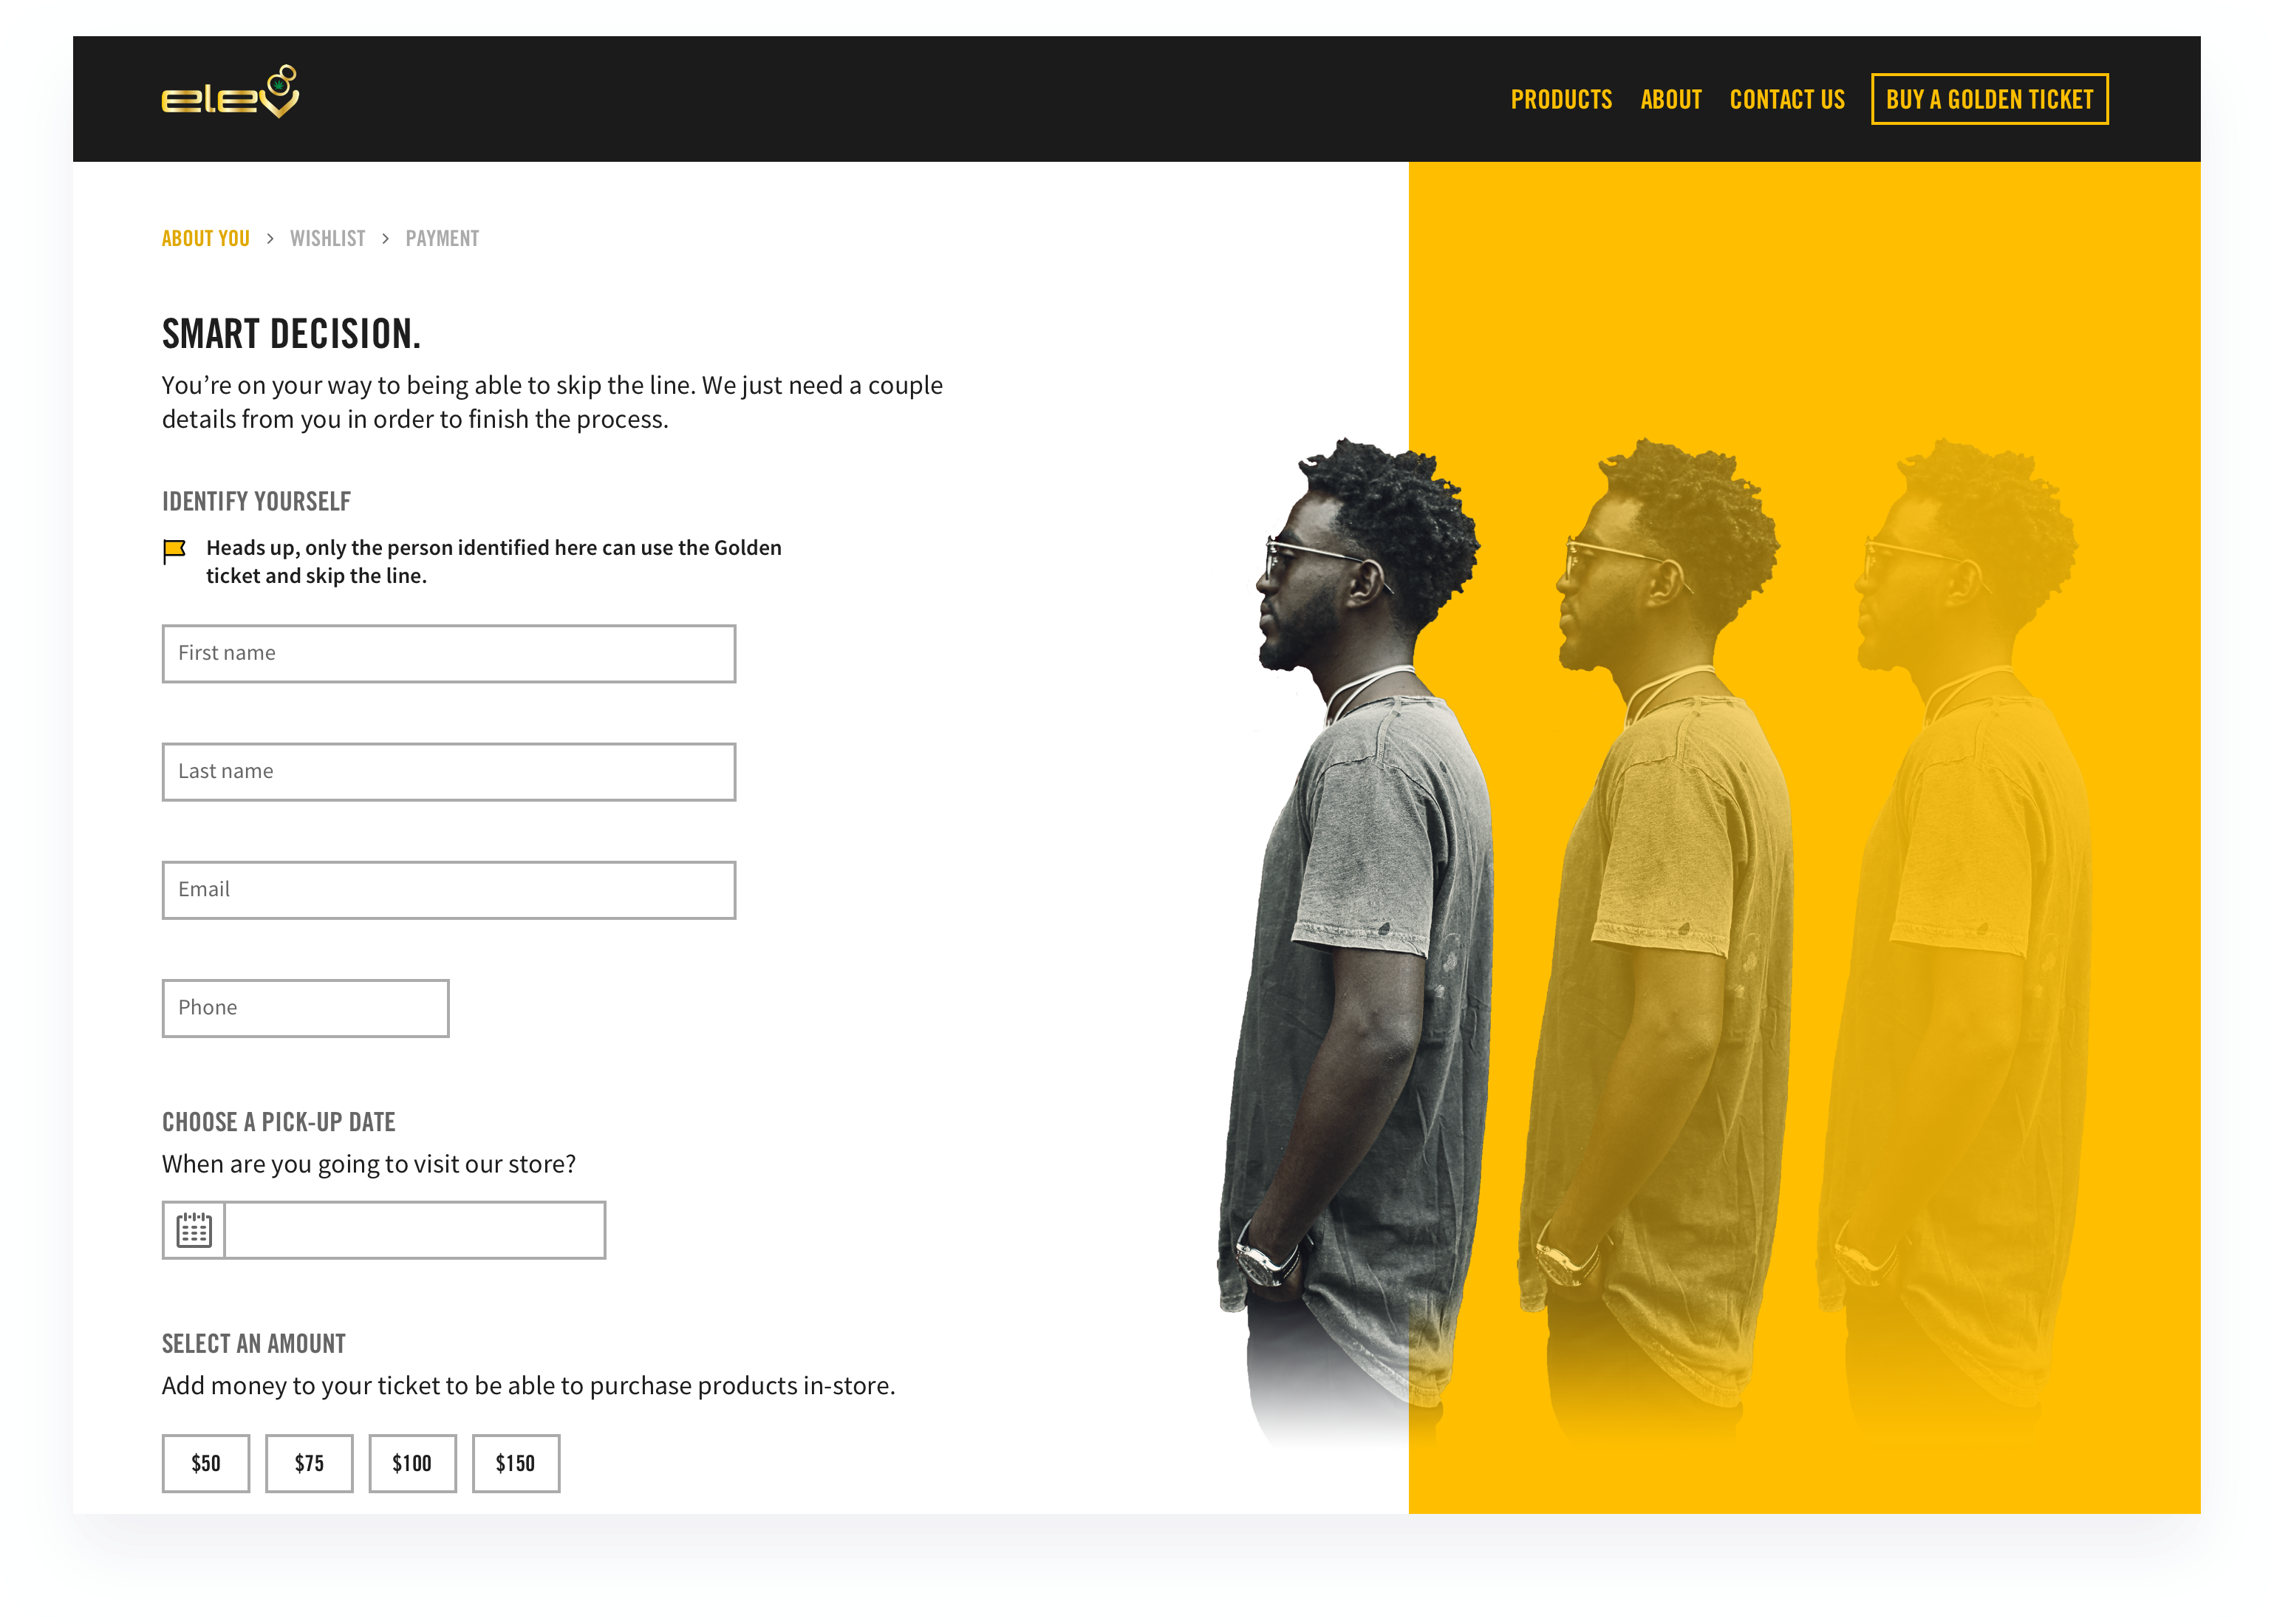 elev
PRODUCTS
ABOUT
CONTACT US
BUY A GOLDEN TICKET
ABOUT YOU > WISHLIST > PAYMENT
SMART DECISION.
You’re on your way to being able to skip the line. We just need a couple
details from you in order to finish the process.
IDENTIFY YOURSELF
Heads up, only the person identified here can use the Golden
ticket and skip the line.
First name
Last name
Email
Phone
CHOOSE A PICK-UP DATE
When are you going to visit our store?
SELECT AN AMOUNT
Add money to your ticket to be able to purchase products in-store.
$50
$75
$100
$150